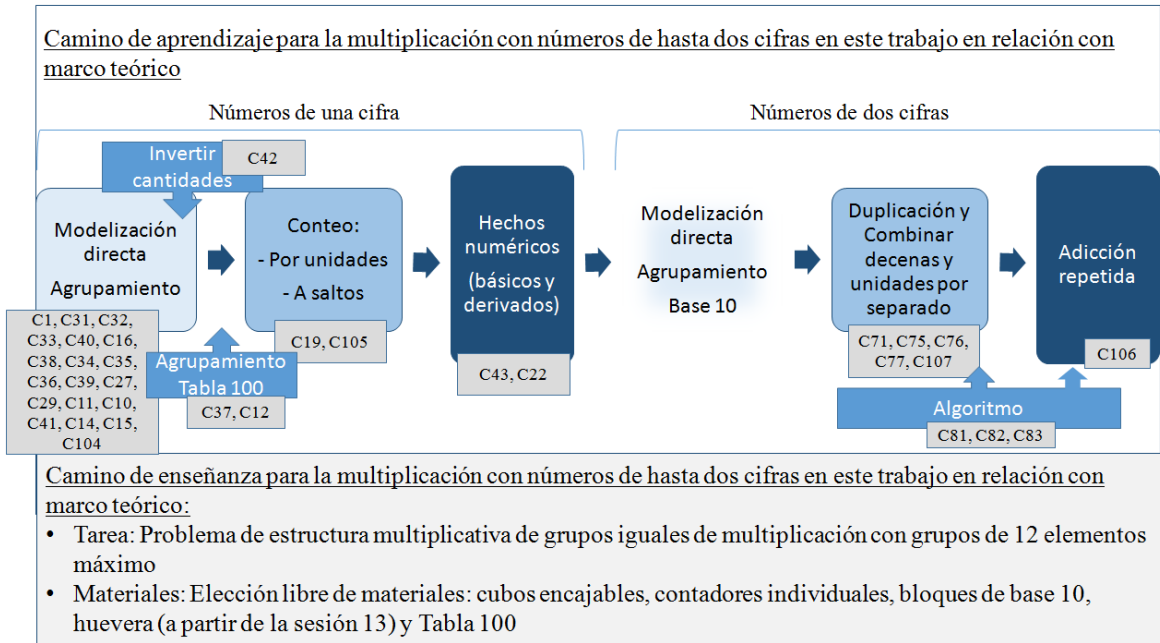 Camino de aprendizaje para la multiplicación con números de hasta dos cifras en este trabajo en relación con
marco teórico
Números de una cifra
Números de dos cifras
Invertir
cantidades
C42
Modelización
directa
Agrupamiento
C1, C31, C32,
C33, C40, C16,
C38, C34, C35,
C36, C39, C27,
C29, C11, C10,
C41, C14, C15,
C104
Agrupamiento
Tabla 100
C37, C12
Conteo:
- Por unidades
- A saltos
C19, C105
Hechos
numéricos
(básicos y
derivados)
C43, C22
Modelización
directa
Agrupamiento
Base 10
Duplicación y
Combinar
decenas y
unidades por
separado
C71, C75, C76,
C77, C107
Adicción
repetida
C106
Algoritmo
C81, C82, C83
Camino de enseñanza para la multiplicación con números de hasta dos cifras en este trabajo en relación con
marco teórico:
• Tarea: Problema de estructura multiplicativa de grupos iguales de multiplicación con grupos de 12 elementos
máximo
• Materiales: Elección libre de materiales: cubos encajables, contadores individuales, bloques de base 10,
huevera (a partir de la sesión 13) y Tabla 100